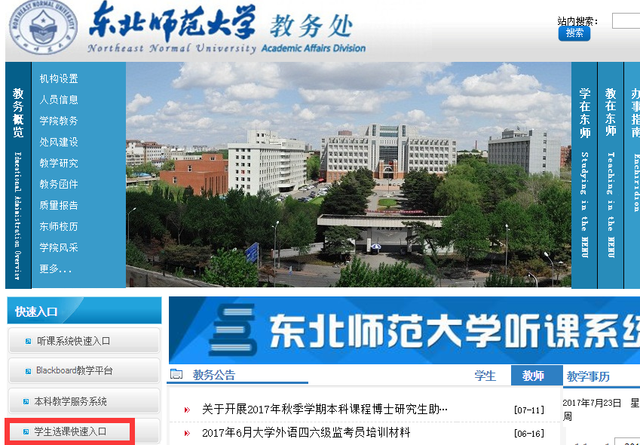 东北师范大学 教务处
Northeast Normal University Academic Affairs Division
站内搜索:
搜索
教务概览
Educational Administration Overview
机构设置
人员信息
学院教务
处风建设
教学研究
教务函件
质量报告
东师校历
学院风采
更多...
学在东师
Studying in the NENU
教在东师
Teaching in the NENU
办事指南
Enchiridion
快速入口
听课系统快速入口
Blackboard教学平台
本科教学服务系统
学生选课快速入口
东北师范大学听课系统
教务公告
学生
教师
教学事历
关于开展2017年秋季学期本科课程博士研究生助…
[07-11]
2017年6月大学外语四六级监考员培训材料
[06-16]
2017年7月23日 星
周